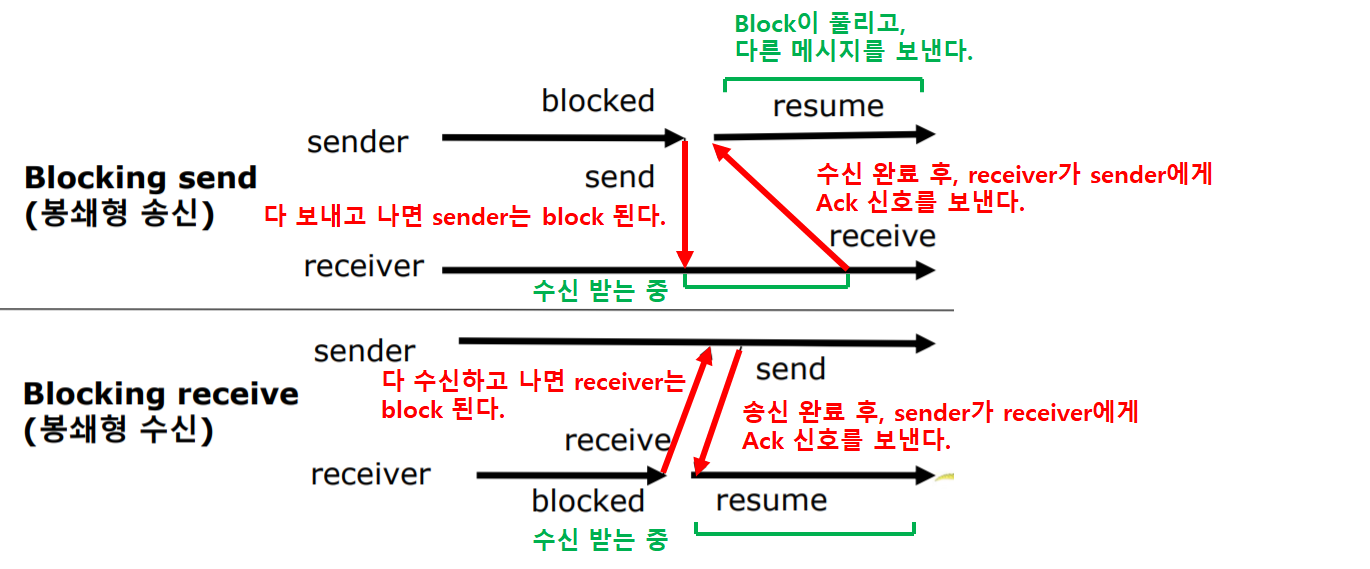 Block이 풀리고,
다른 메시지를 보낸다.
blocked
resume
sender
Blocking send
(봉쇄형 송신)
send
수신 완료 후, receiver가 sender에게
Ack 신호를 보낸다.
다 보내고 나면 sender는 block 된다.
receive
receiver
수신 받는 중
sender
Blocking receive
(봉쇄형 수신)
다 수신하고 나면 receiver는
block 된다.
send
송신 완료 후, sender가 receiver에게
Ack 신호를 보낸다.
receive
receiver
blocked
resume
수신 받는 중